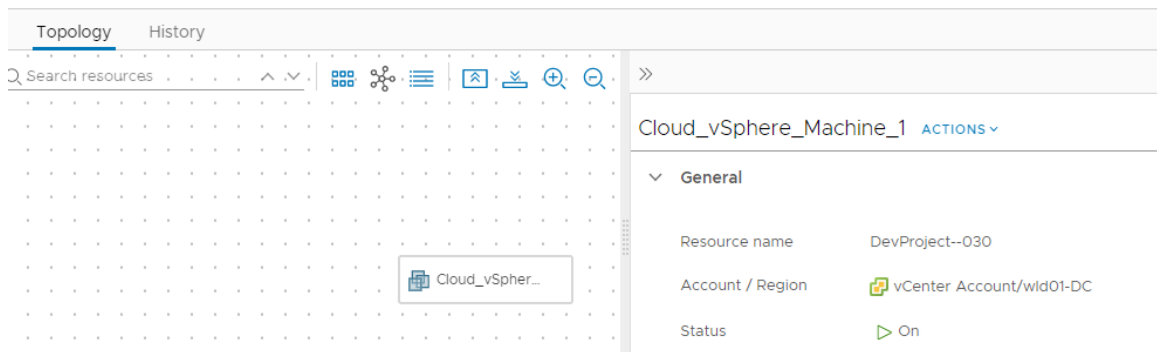 Topology History
Search resources
Cloud_vSpher...
Cloud_vSphere_Machine_1 ACTIONS
General
Resource name DevProject--030
Account / Region vCenter Account/wld01-DC
Status On